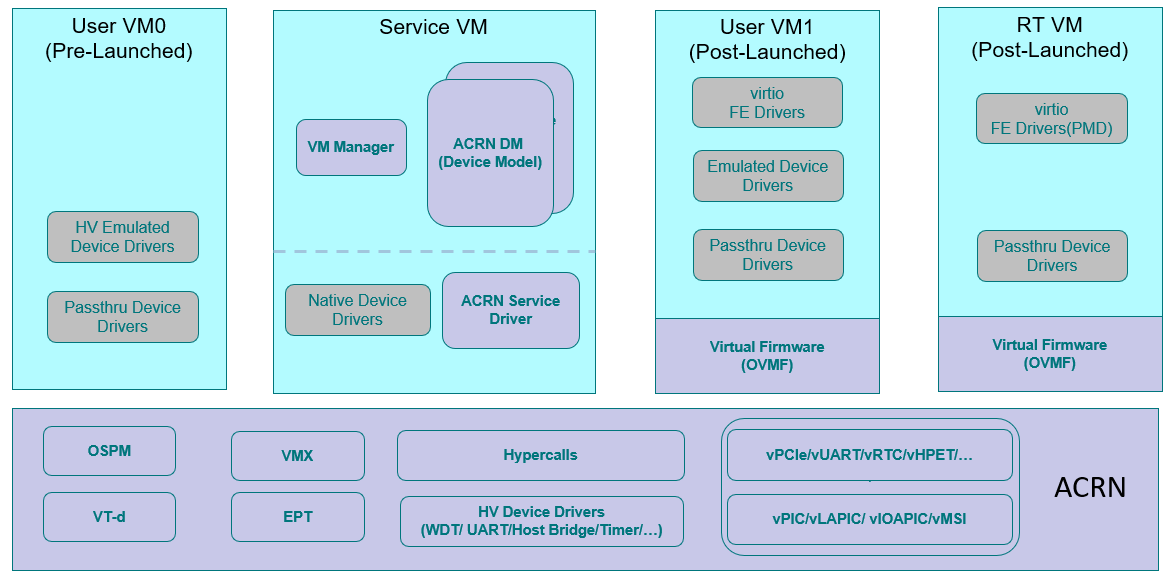 User VM0
(Pre-Launched)
HV Emulated
Device Drivers
Passthru Device
Drivers
Service VM
VM Manager
ACRN DM
(Device Model)
Native Device
Drivers
ACRN Service
Driver
User VM1
(Post-Launched)
virtio
FE Drivers
Emulated Device
Drivers
Passthru Device
Drivers
Virtual Firmware
(OVMF)
RT VM
(Post-Launched)
virtio
FE Drivers(PMD)
Passthru Device
Drivers
Virtual Firmware
(OVMF)
OSPM
VMX
Hypercalls
vPCIe/vUART/vRTC/vHPET/…
VT-d
EPT
HV Device Drivers
(WDT/ UART/Host Bridge/Timer/…)
vPIC/vLAPIC/ vIOAPIC/vMSI
ACRN